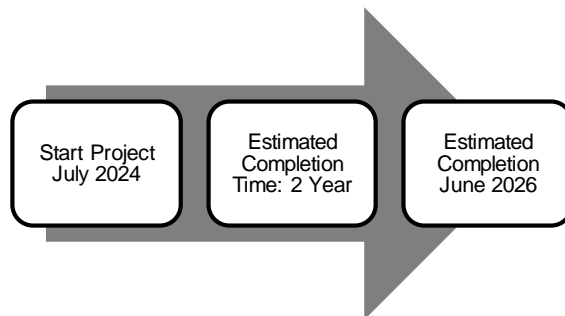 Start Project
July 2024
Estimated
Completion
Time: 2 Year
Estimated
Completion
June 2026